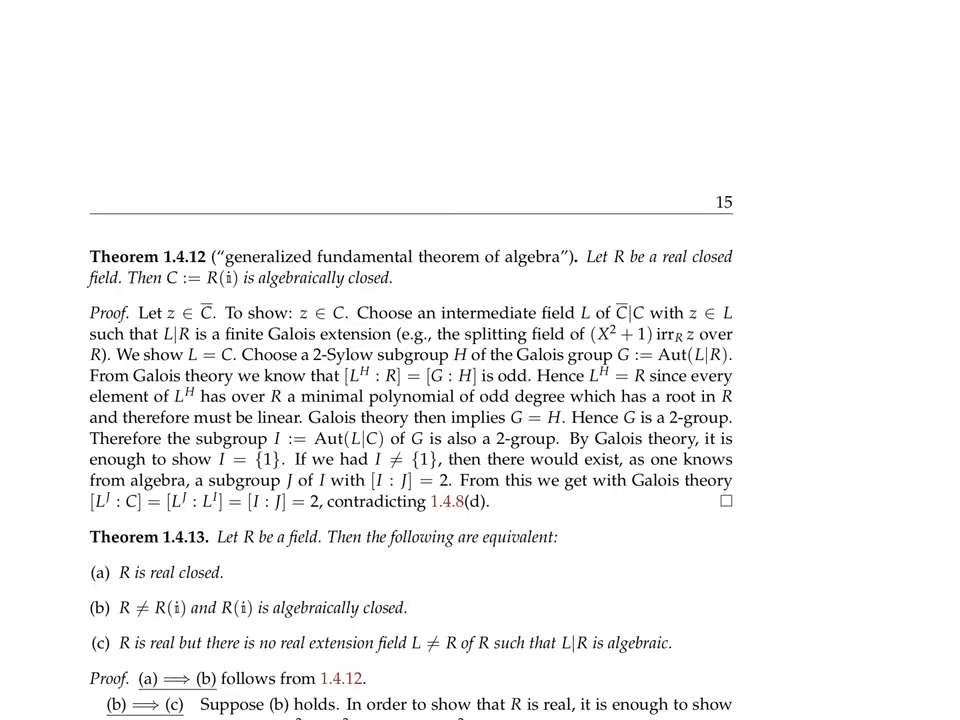 15
Theorem 1.4.12 (“generalized fundamental theorem of algebra”). Let R be a real closed
field. Then C := R(i) is algebraically closed.
Proof. Let z ∈ C̅. To show: z ∈ C. Choose an intermediate field L of C̅|C with z ∈ L
such that L|R is a finite Galois extension (e.g., the splitting field of (X² + 1) irr_R z over
R). We show L = C. Choose a 2-Sylow subgroup H of the Galois group G := Aut(L|R).
From Galois theory we know that [L^H : R] = [G : H] is odd. Hence L^H = R since every
element of L^H has over R a minimal polynomial of odd degree which has a root in R
and therefore must be linear. Galois theory then implies G = H. Hence G is a 2-group.
Therefore the subgroup I := Aut(L|C) of G is also a 2-group. By Galois theory, it is
enough to show I = {1}. If we had I ≠ {1}, then there would exist, as one knows
from algebra, a subgroup J of I with [I : J] = 2. From this we get with Galois theory
[L^J : C] = [L^J : L^I] = [I : J] = 2, contradicting 1.4.8(d). □
Theorem 1.4.13. Let R be a field. Then the following are equivalent:
(a) R is real closed.
(b) R ≠ R(i) and R(i) is algebraically closed.
(c) R is real but there is no real extension field L ≠ R of R such that L|R is algebraic.
Proof. (a) ⟹ (b) follows from 1.4.12.
(b) ⟹ (c) Suppose (b) holds. In order to show that R is real, it is enough to show